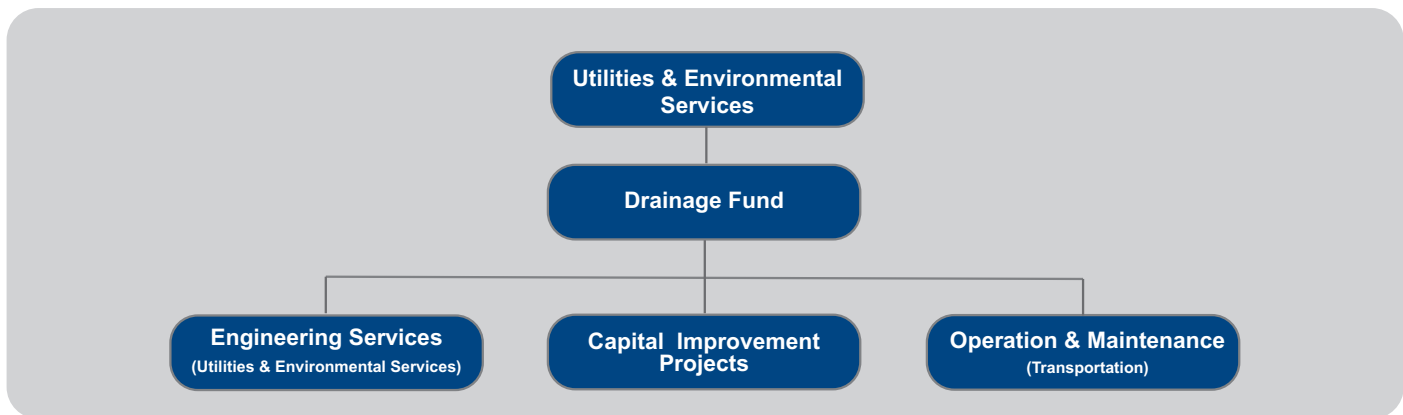 Utilities & Environmental
Services
Drainage Fund
Engineering Services
(Utilities & Environmental Services)
Capital Improvement
Projects
Operation & Maintenance
(Transportation)